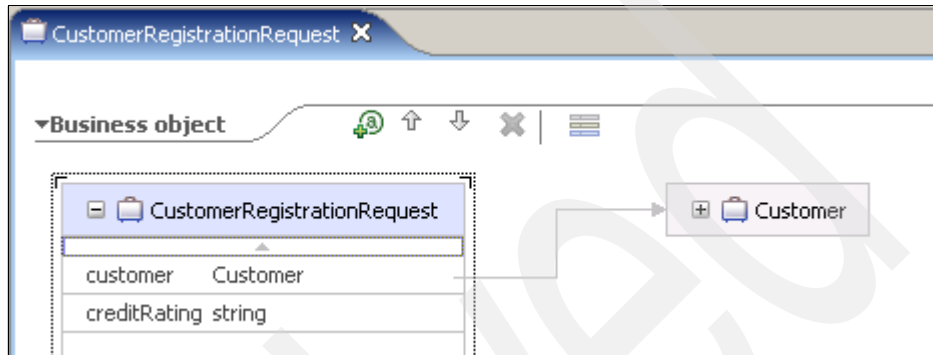 CustomerRegistrationRequest
Business object
CustomerRegistrationRequest
Customer
customer Customer
creditRating string